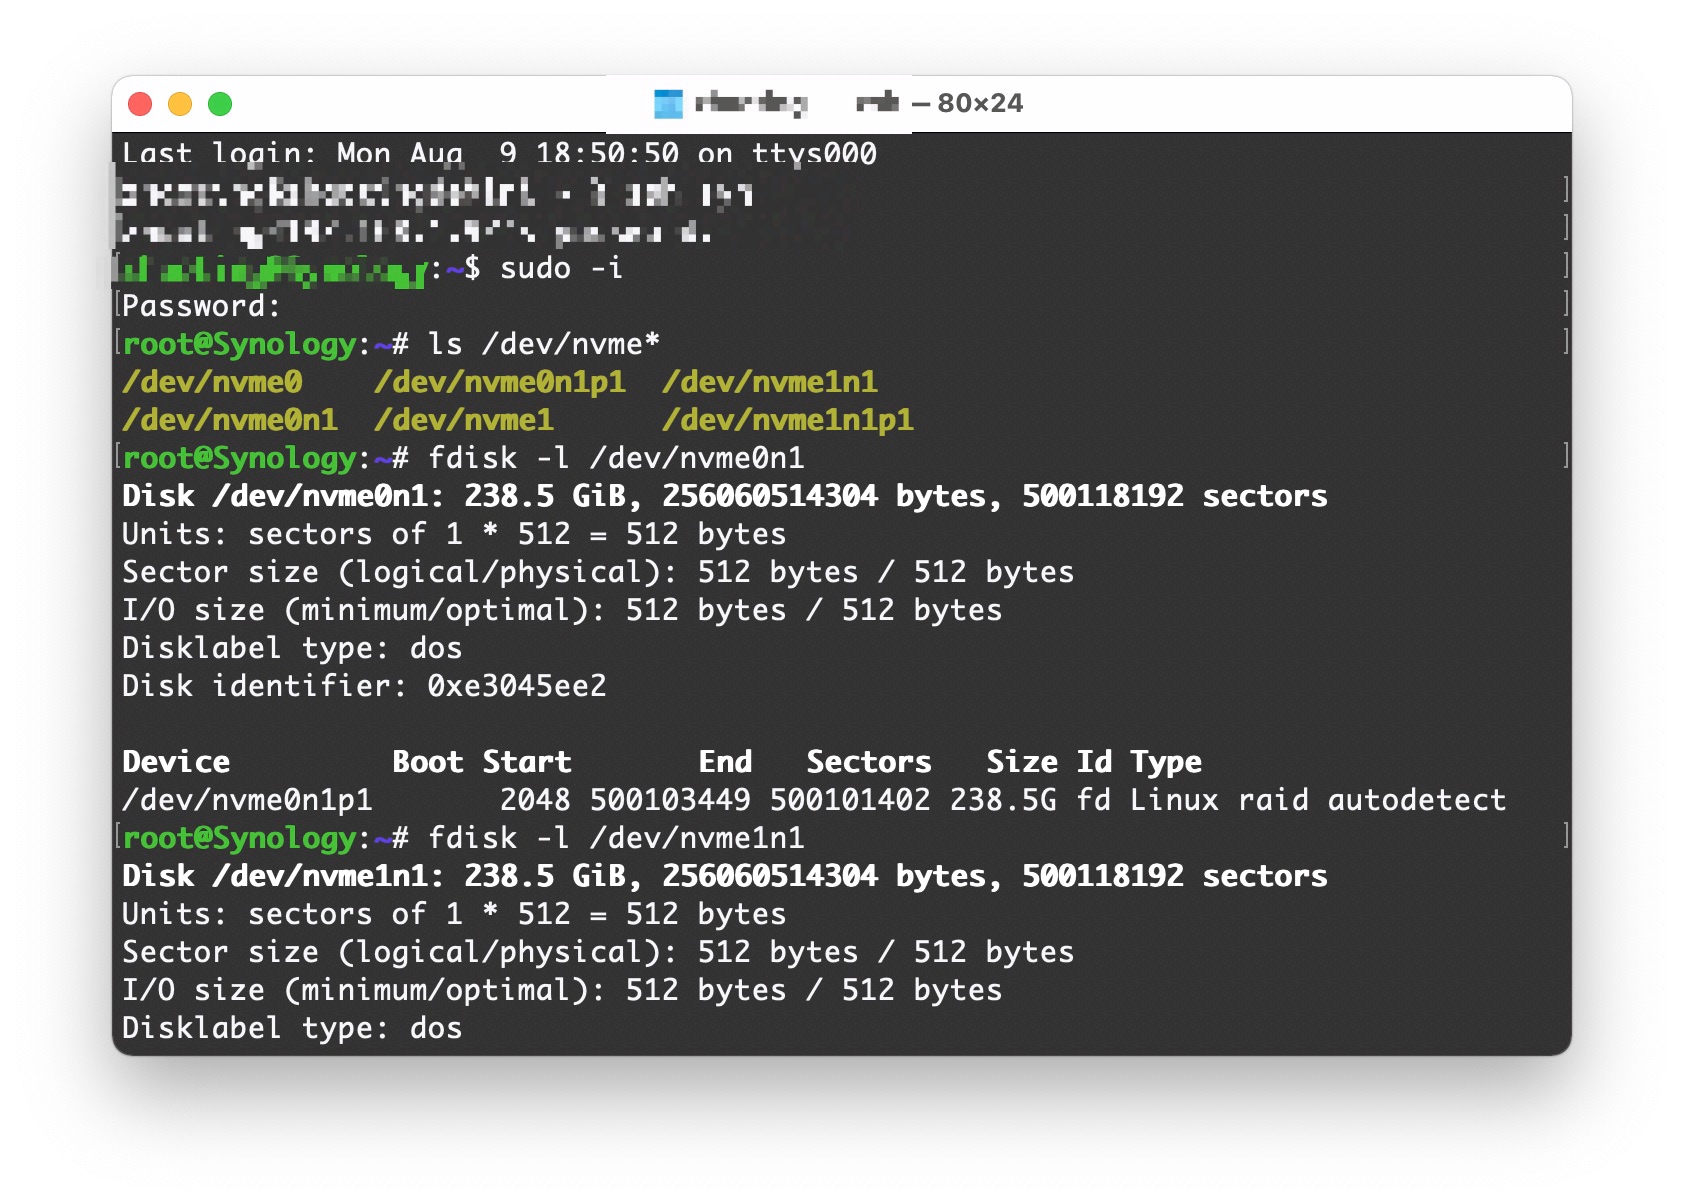 — 80×24
Last login: Mon Aug  9 18:50:50 on ttys000
:~$ sudo -i
Password:
root@Synology:~# ls /dev/nvme*
/dev/nvme0    /dev/nvme0n1p1  /dev/nvme1n1
/dev/nvme0n1  /dev/nvme1      /dev/nvme1n1p1
root@Synology:~# fdisk -l /dev/nvme0n1
Disk /dev/nvme0n1: 238.5 GiB, 256060514304 bytes, 500118192 sectors
Units: sectors of 1 * 512 = 512 bytes
Sector size (logical/physical): 512 bytes / 512 bytes
I/O size (minimum/optimal): 512 bytes / 512 bytes
Disklabel type: dos
Disk identifier: 0xe3045ee2
Device         Boot Start       End   Sectors   Size Id Type
/dev/nvme0n1p1       2048 500103449 500101402 238.5G fd Linux raid autodetect
root@Synology:~# fdisk -l /dev/nvme1n1
Disk /dev/nvme1n1: 238.5 GiB, 256060514304 bytes, 500118192 sectors
Units: sectors of 1 * 512 = 512 bytes
Sector size (logical/physical): 512 bytes / 512 bytes
I/O size (minimum/optimal): 512 bytes / 512 bytes
Disklabel type: dos